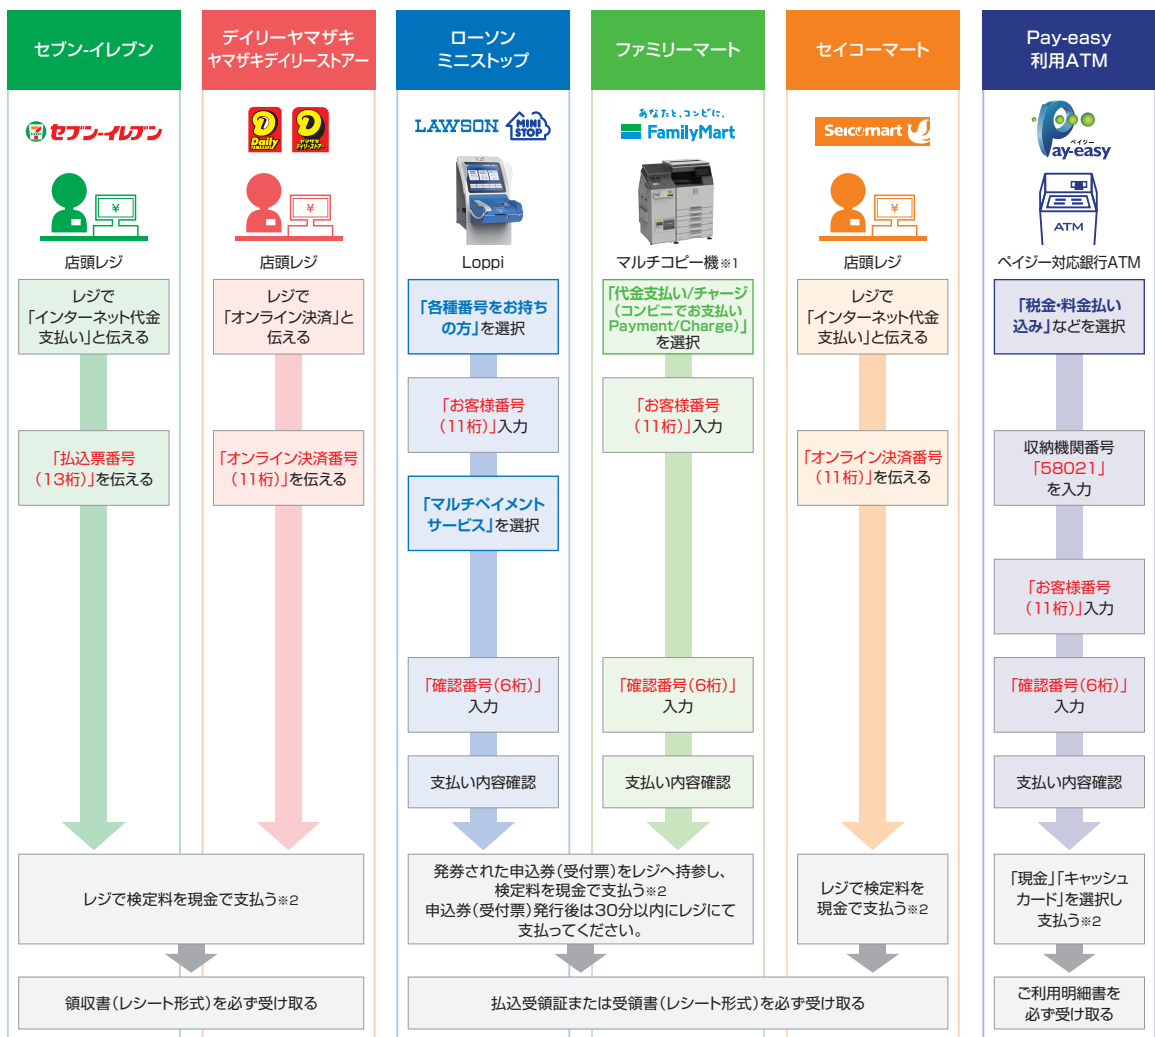 セブン-イレブン
デイリーヤマザキ
ヤマザキデイリーストアー
ローソン
ミニストップ
ファミリーマート
セイコーマート
Pay-easy
利用ATM
セブン-イレブン
Daily
YAMAZAKI
ヤマザキ
デイリーストアー
LAWSON
MINI
STOP
あなたと、コンビに、
FamilyMart
Seicomart
ペイジー
Pay-easy
¥
¥
¥
ATM
店頭レジ
店頭レジ
Loppi
マルチコピー機※1
店頭レジ
ペイジー対応銀行ATM
レジで
「インターネット代金
支払い」と伝える
レジで
「オンライン決済」と
伝える
「各種番号をお持ち
の方」を選択
「代金支払い/チャージ
(コンビニでお支払い
Payment/Charge)」
を選択
レジで
「インターネット代金
支払い」と伝える
「税金・料金払い
込み」などを選択
「お客様番号
(11桁)」入力
「お客様番号
(11桁)」入力
「払込票番号
(13桁)」を伝える
「オンライン決済番号
(11桁)」を伝える
「マルチペイメント
サービス」を選択
「オンライン決済番号
(11桁)」を伝える
収納機関番号
「58021」
を入力
「お客様番号
(11桁)」入力
「確認番号(6桁)」
入力
「確認番号(6桁)」
入力
「確認番号(6桁)」
入力
支払い内容確認
支払い内容確認
支払い内容確認
レジで検定料を現金で支払う※2
発券された申込券(受付票)をレジへ持参し、
検定料を現金で支払う※2
申込券(受付票)発行後は30分以内にレジにて
支払ってください。
レジで検定料を
現金で支払う※2
「現金」「キャッシュ
カード」を選択し
支払う※2
領収書(レシート形式)を必ず受け取る
払込受領証または受領書(レシート形式)を必ず受け取る
ご利用明細書を
必ず受け取る